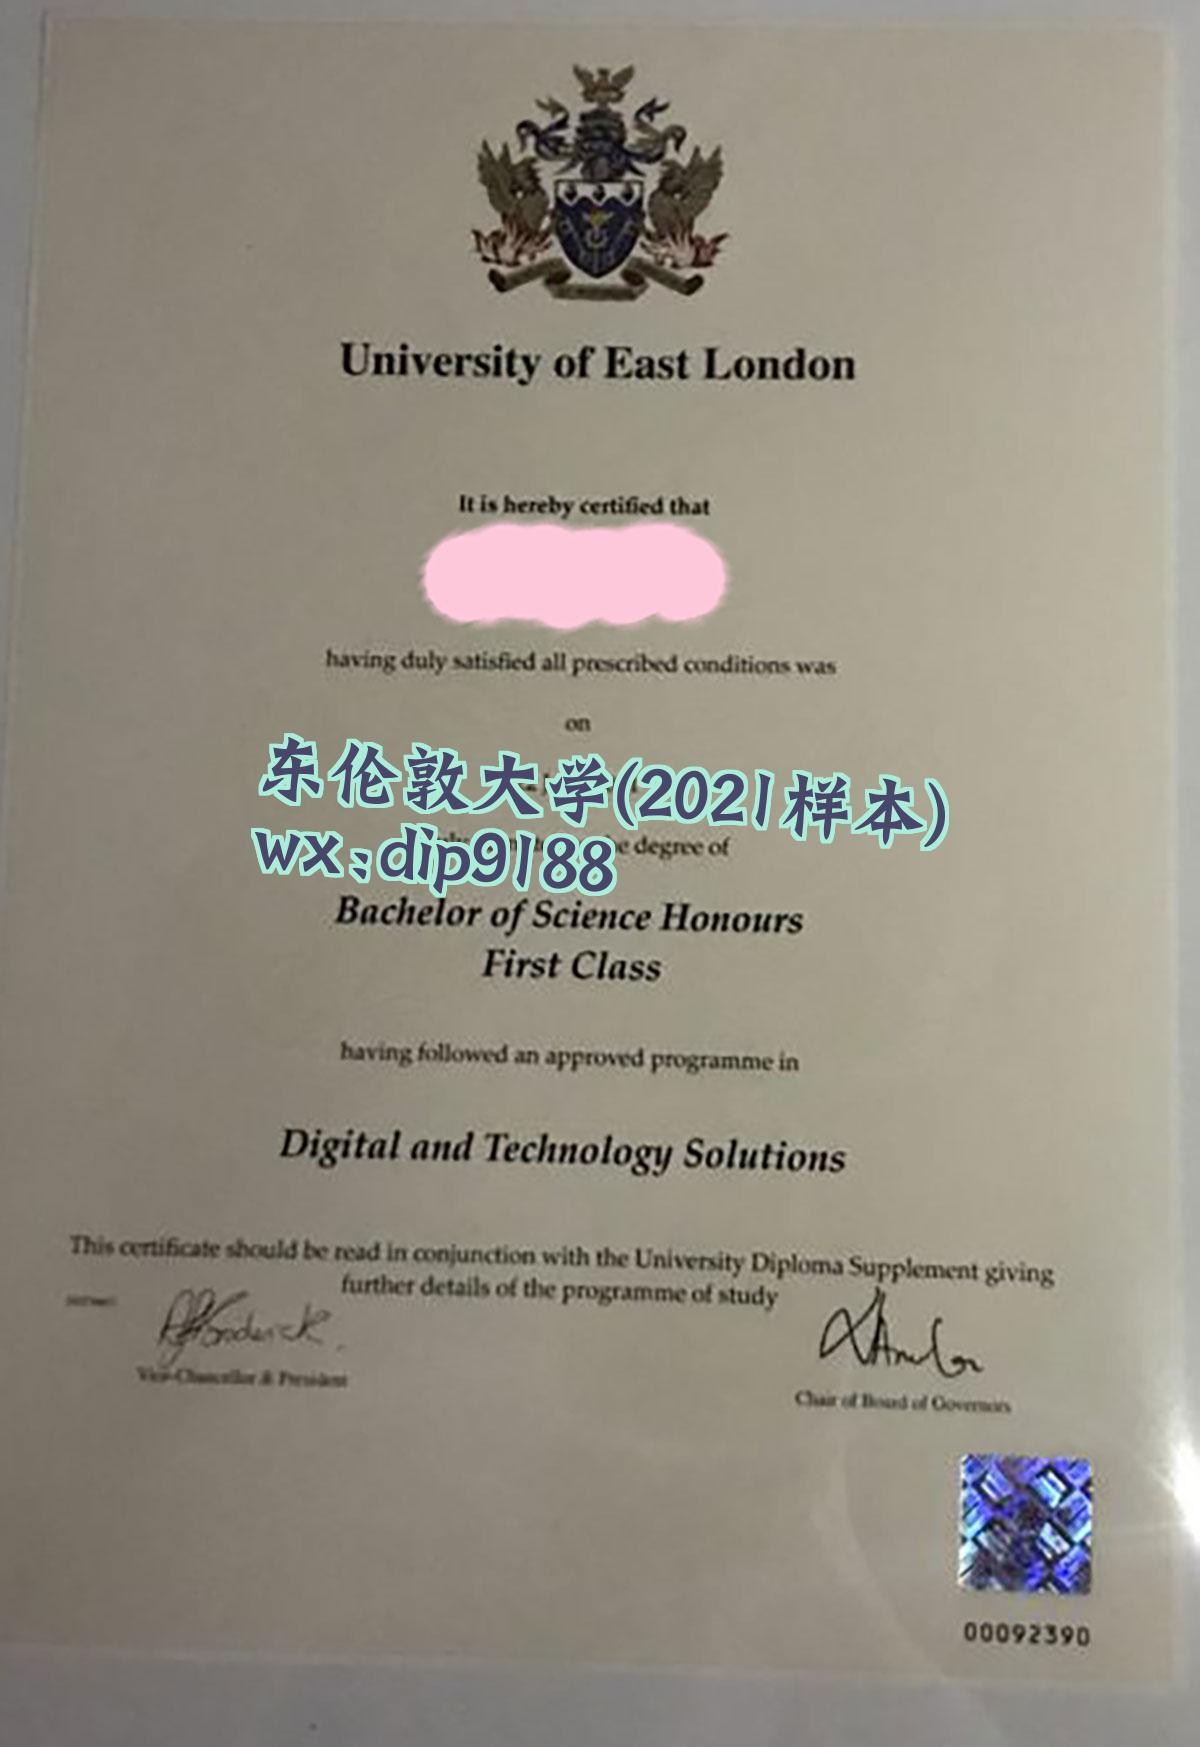 University of East London
It is hereby certified that
having duly satisfied all prescribed conditions was
on
东伦敦大学(2021样本)
wx:dip9188
degree of
Bachelor of Science Honours
First Class
having followed an approved programme in
Digital and Technology Solutions
This certificate should be read in conjunction with the University Diploma Supplement giving
further details of the programme of study
Vice-Chancellor & President
Chair of Board of Governors
00092390